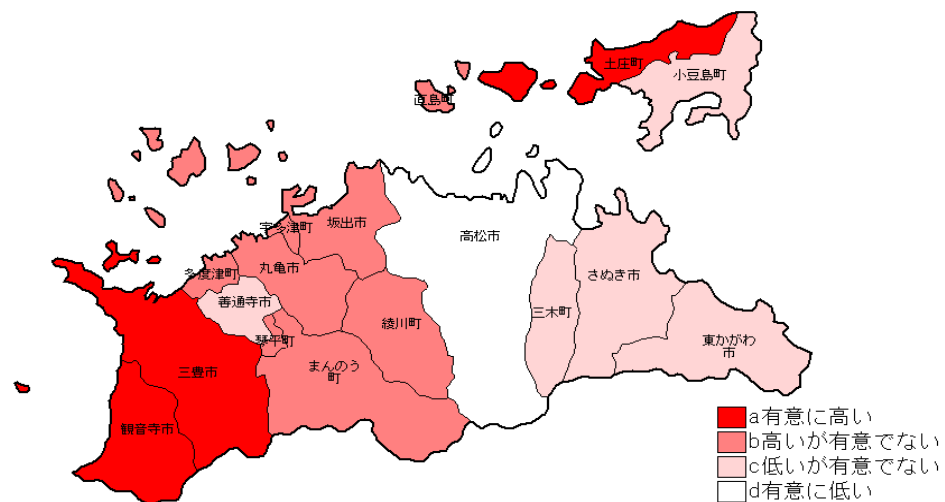 土庄町
小豆島町
直島町
宇多津町
坂出市
高松市
丸亀市
多度津町
さぬき市
善通寺市
三木町
綾川町
琴平町
東かがわ
市
まんのう
町
三豊市
観音寺市
a有意に高い
b高いが有意でない
c低いが有意でない
d有意に低い